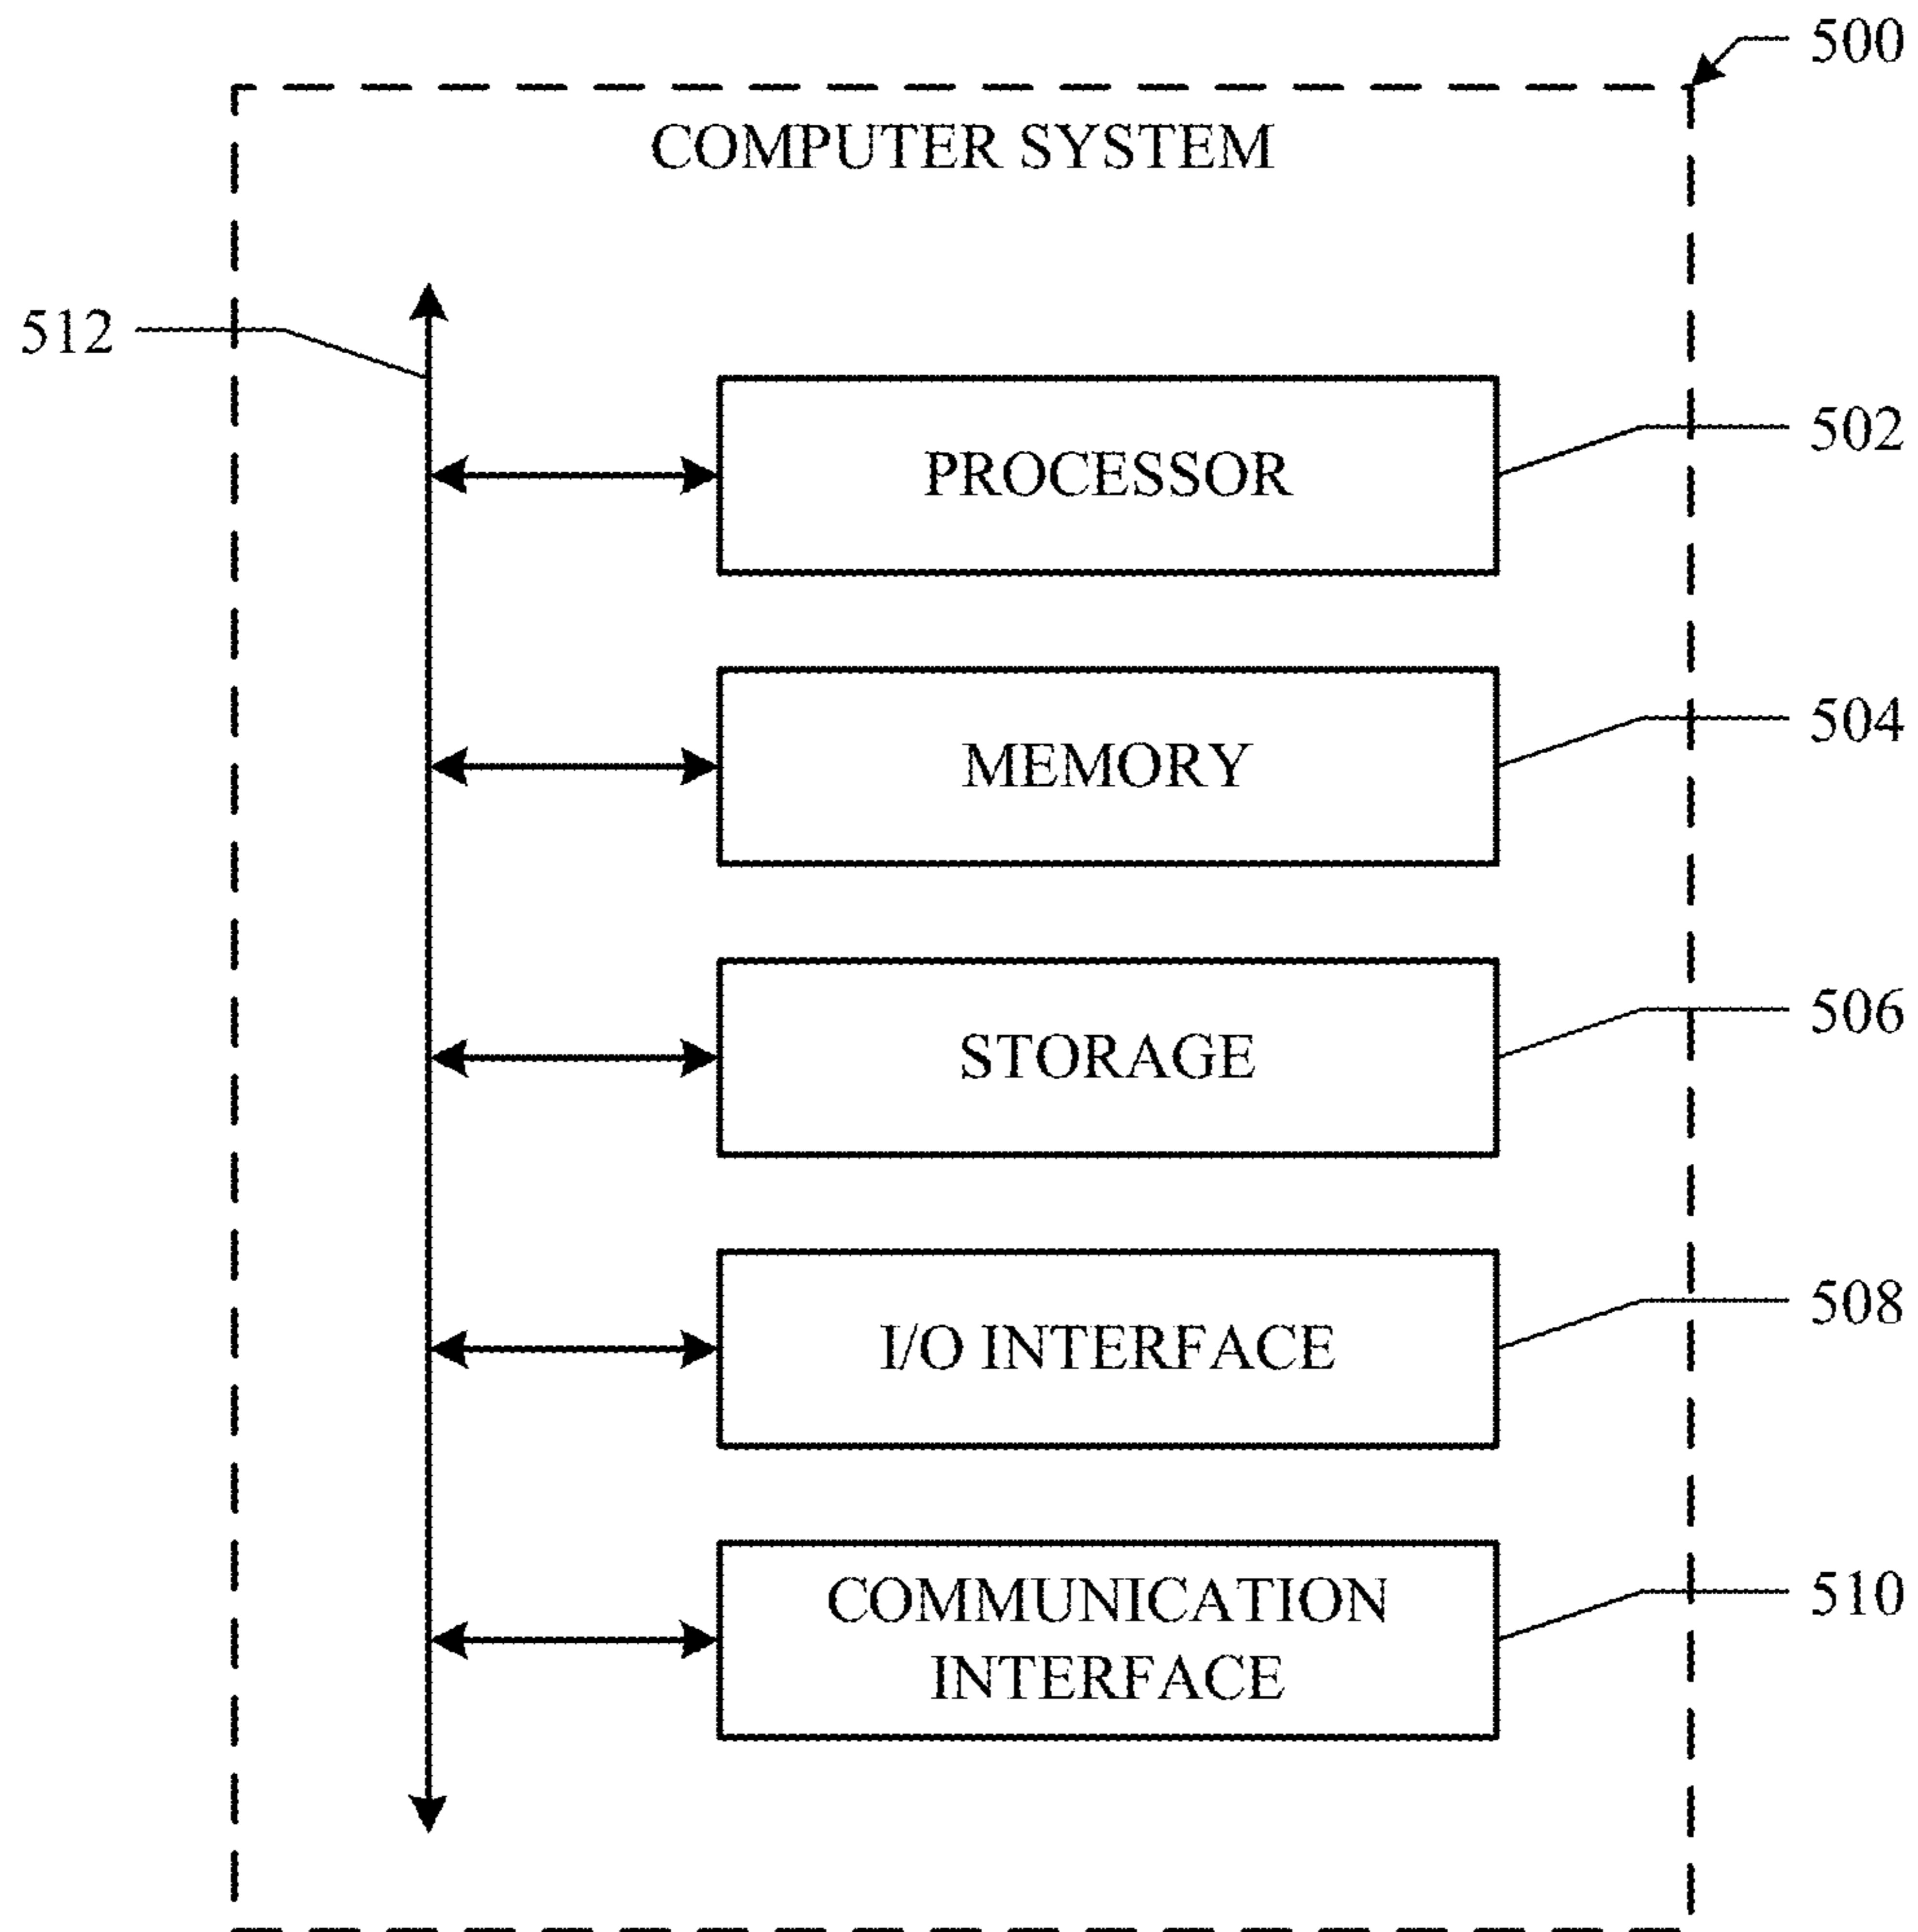 500
COMPUTER SYSTEM
512
PROCESSOR
502
MEMORY
504
STORAGE
506
I/O INTERFACE
508
COMMUNICATION
INTERFACE
510